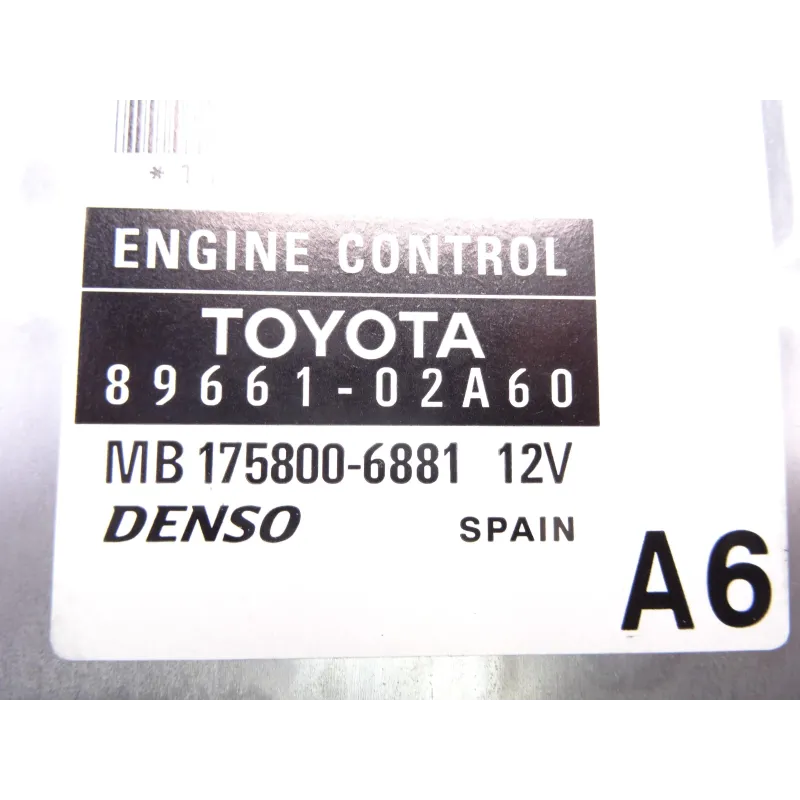 ENGINE CONTROL
TOYOTA
89661-02A60
MB 175800-6881 12V
DENSO SPAIN
A6